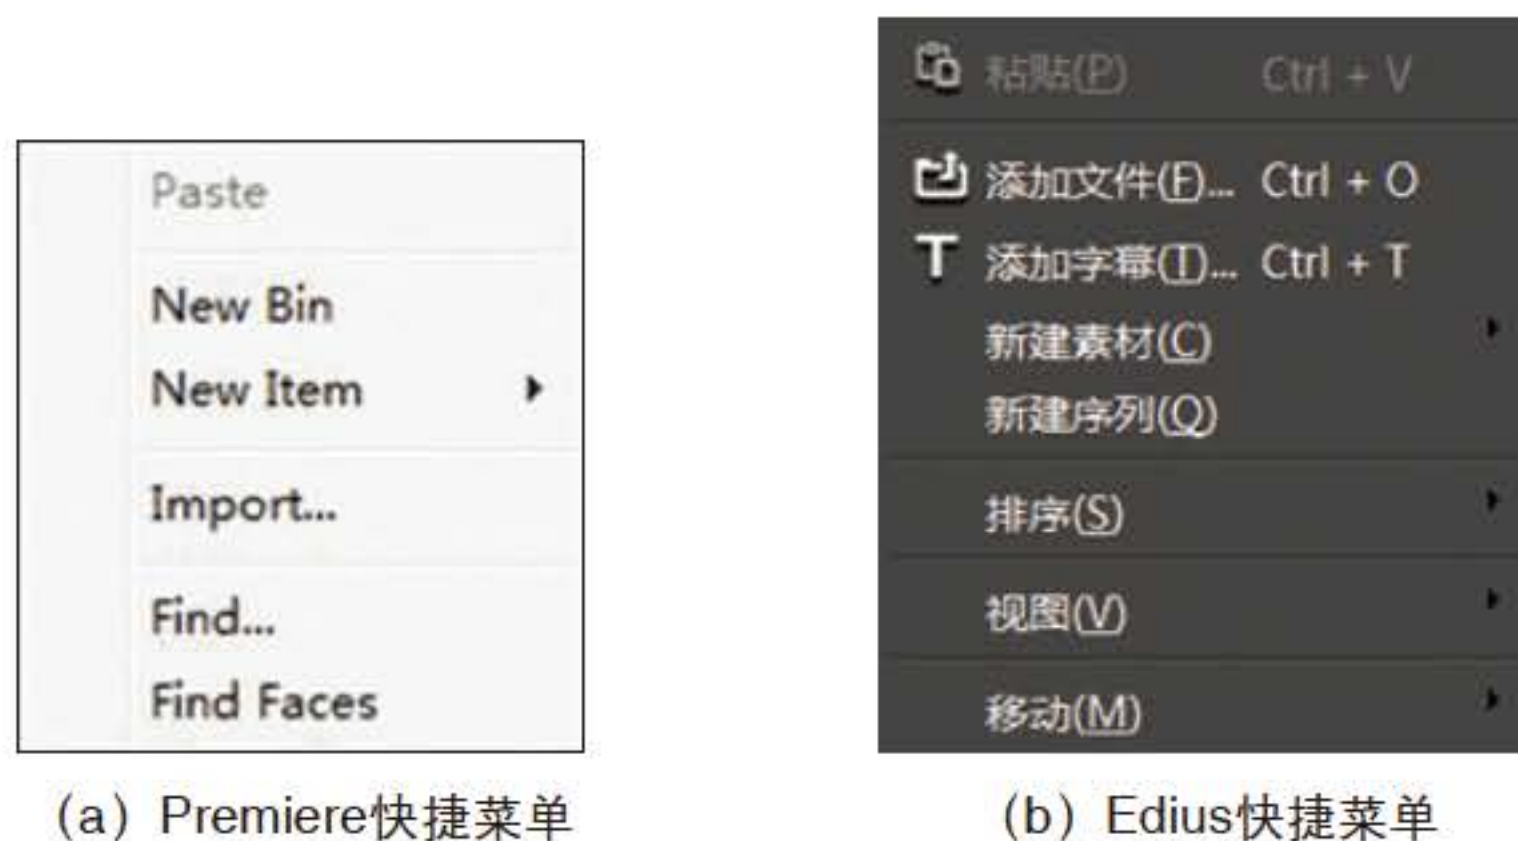 Paste
New Bin
New Item
Import...
Find...
Find Faces
(a) Premiere快捷菜单
粘贴(P) Ctrl + V
添加文件(F)... Ctrl + O
添加字幕(T)... Ctrl + T
新建素材(C)
新建序列(Q)
排序(S)
视图(V)
移动(M)
(b) Edius快捷菜单